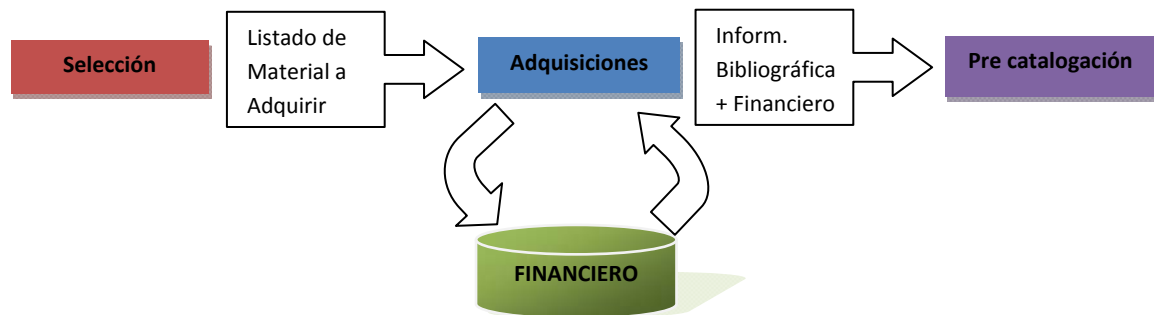 Selección
Listado de
Material a
Adquirir
Adquisiciones
Inform.
Bibliográfica
+ Financiero
Pre catalogación
FINANCIERO